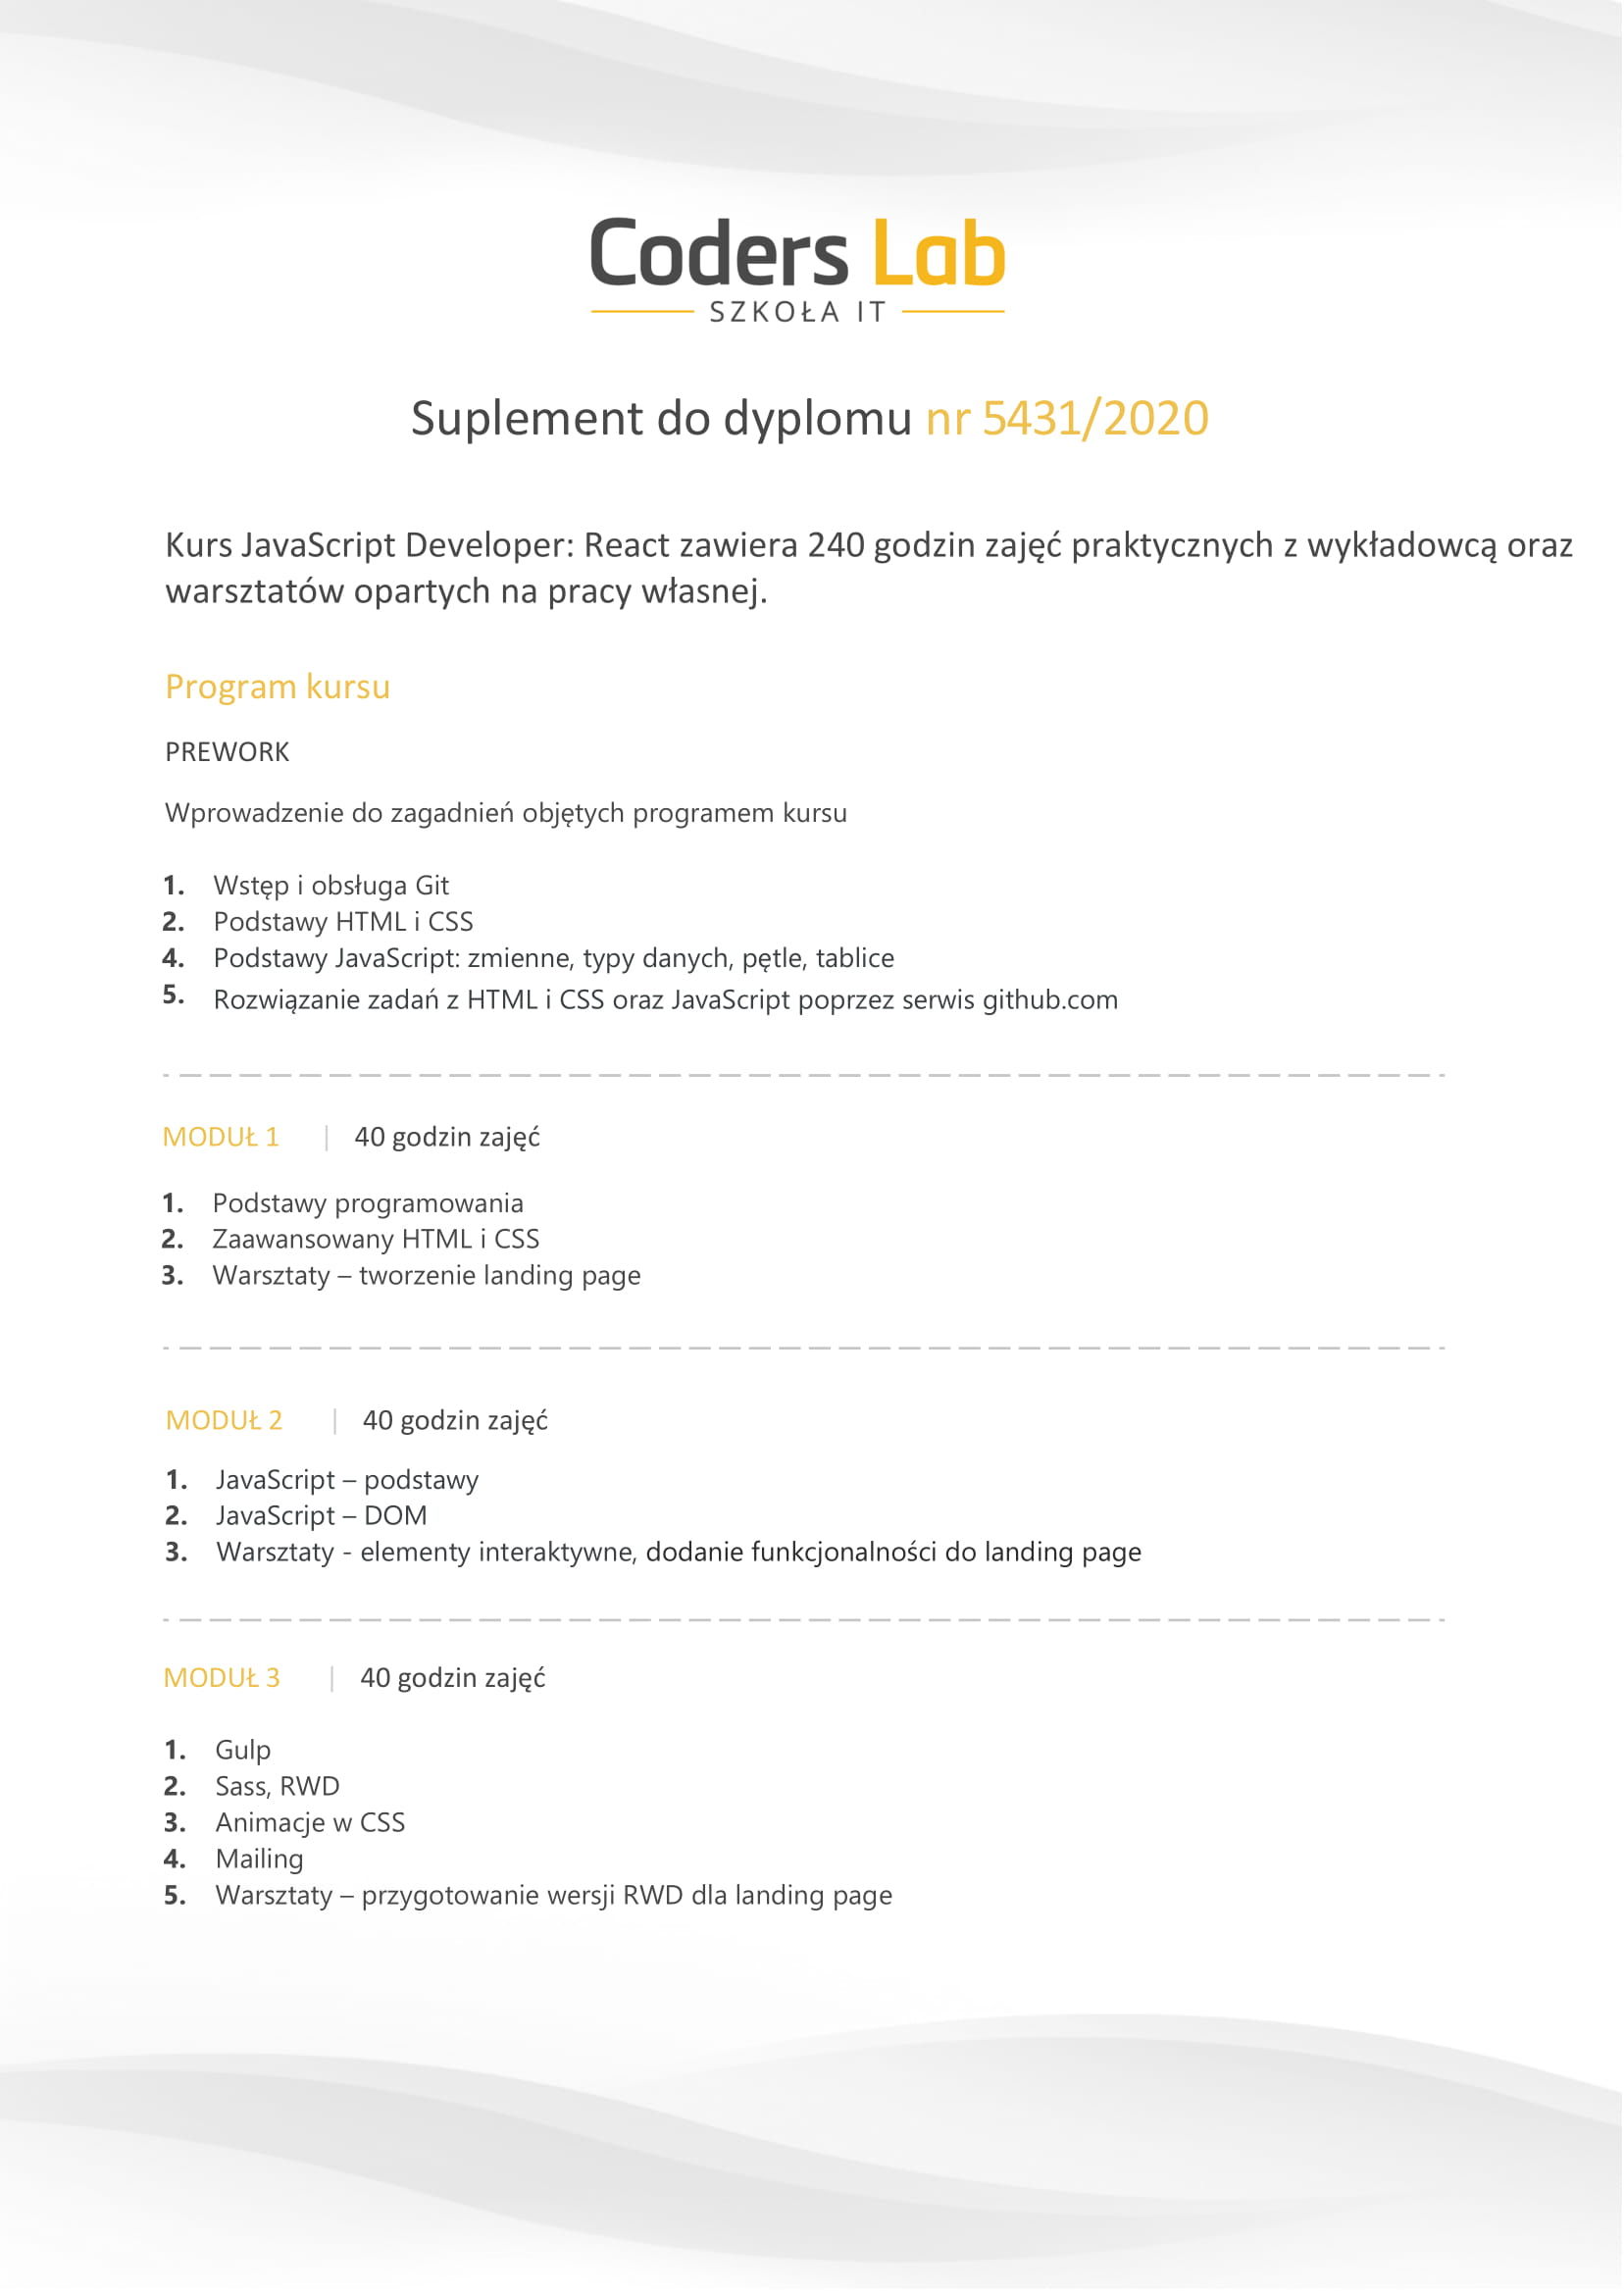 Coders Lab
SZKOŁA IT
Suplement do dyplomu nr 5431/2020
Kurs JavaScript Developer: React zawiera 240 godzin zajęć praktycznych z wykładowcą oraz
warsztatów opartych na pracy własnej.
Program kursu
PREWORK
Wprowadzenie do zagadnień objętych programem kursu
1. Wstęp i obsługa Git
2. Podstawy HTML i CSS
4. Podstawy JavaScript: zmienne, typy danych, pętle, tablice
5. Rozwiązanie zadań z HTML i CSS oraz JavaScript poprzez serwis github.com
MODUŁ 1 | 40 godzin zajęć
1. Podstawy programowania
2. Zaawansowany HTML i CSS
3. Warsztaty – tworzenie landing page
MODUŁ 2 | 40 godzin zajęć
1. JavaScript – podstawy
2. JavaScript – DOM
3. Warsztaty - elementy interaktywne, dodanie funkcjonalności do landing page
MODUŁ 3 | 40 godzin zajęć
1. Gulp
2. Sass, RWD
3. Animacje w CSS
4. Mailing
5. Warsztaty – przygotowanie wersji RWD dla landing page